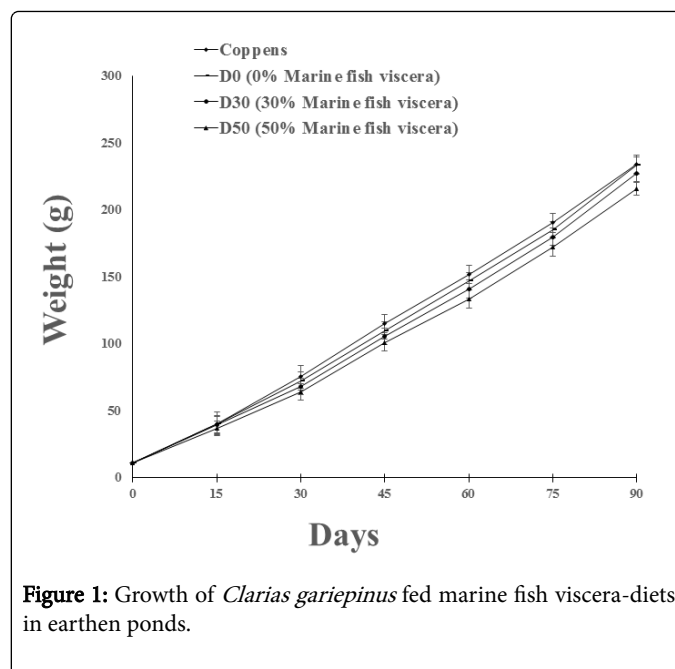 Coppens
D0 (0% Marine fish viscera)
D30 (30% Marine fish viscera)
D50 (50% Marine fish viscera)
300
250
200
150
100
50
0
Weight (g)
0 15 30 45 60 75 90
Days
Figure 1: Growth of Clarias gariepinus fed marine fish viscera-diets
in earthen ponds.